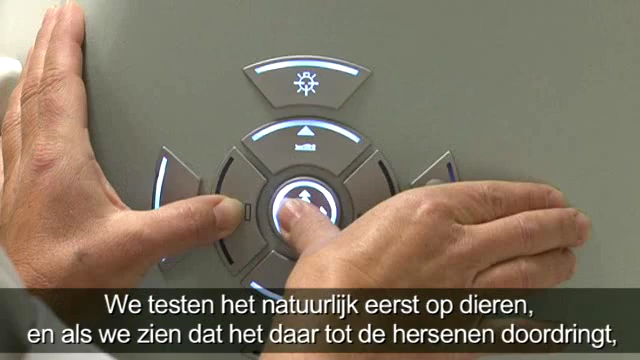 We testen het natuurlijk eerst op dieren,
en als we zien dat het daar tot de hersenen doordringt,